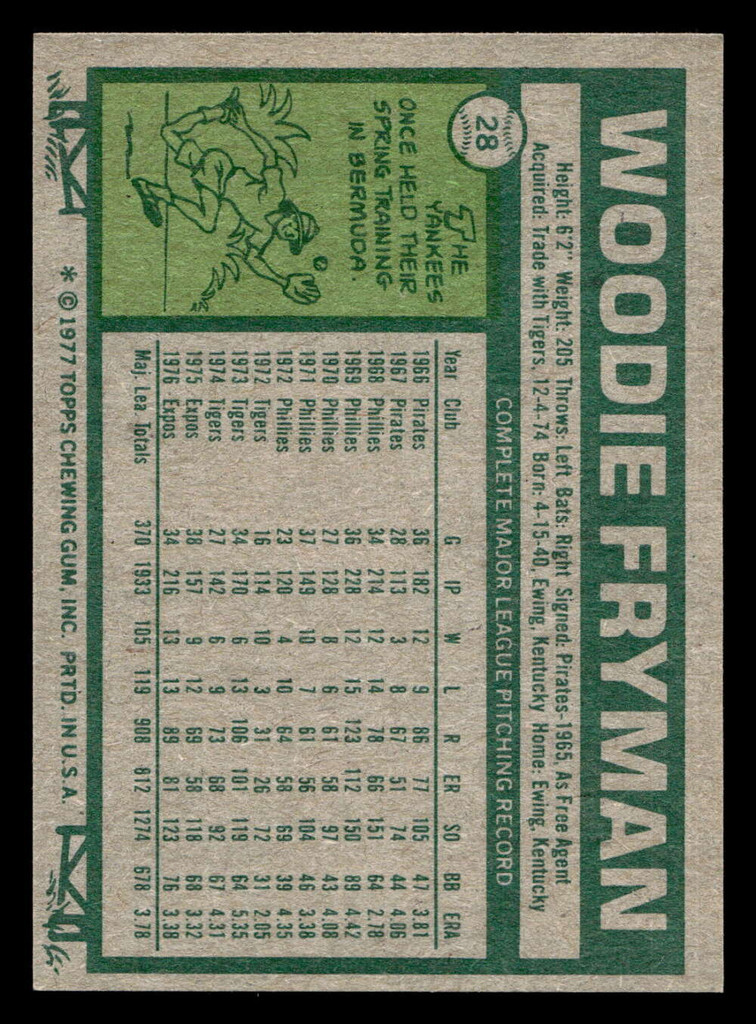 WOODIE FRYMAN
28
Height: 6'2" Weight: 205 Throws: Left Bats: Right Signed: Pirates-1965, As Free Agent
Acquired: Trade with Tigers, 12-4-74 Born: 4-15-40, Ewing, Kentucky Home: Ewing, Kentucky
THE
YANKEES
ONCE HELD THEIR
SPRING TRAINING
IN BERMUDA.
COMPLETE MAJOR LEAGUE PITCHING RECORD
Year Club G IP W L R ER SO BB ERA
1966 Pirates 36 182 12 9 86 77 105 47 3.81
1967 Pirates 28 113 3 8 67 51 74 44 4.06
1968 Phillies 34 214 12 14 78 66 151 64 2.78
1969 Phillies 36 228 12 15 123 112 150 89 4.42
1970 Phillies 27 128 8 6 61 58 97 43 4.08
1971 Phillies 37 149 10 7 61 56 104 46 3.38
1972 Phillies 23 120 4 10 64 58 69 39 4.35
1972 Tigers 16 114 10 3 31 26 72 31 2.05
1973 Tigers 34 170 6 13 106 101 119 64 5.35
1974 Tigers 27 142 6 9 73 68 92 67 4.31
1975 Expos 38 157 9 12 69 58 118 68 3.32
1976 Expos 34 216 13 13 89 81 123 76 3.38
Maj. Lea Totals 370 1933 105 119 908 812 1274 678 3.78
* © 1977 TOPPS CHEWING GUM, INC. PRTD. IN U.S.A.